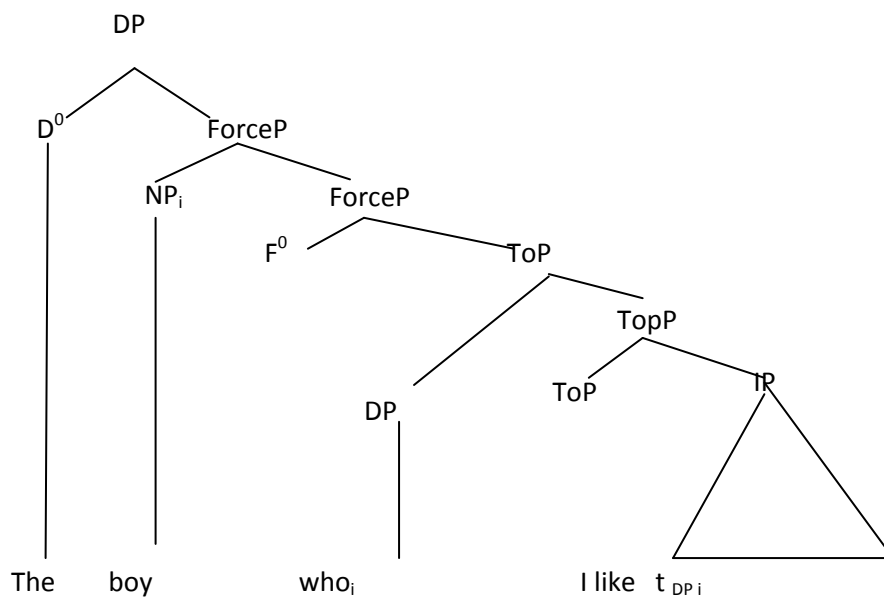 DP
D⁰ ForceP
NPᵢ ForceP
F⁰ ToP
TopP
ToP IP
DP
The boy whoᵢ I like t DP i